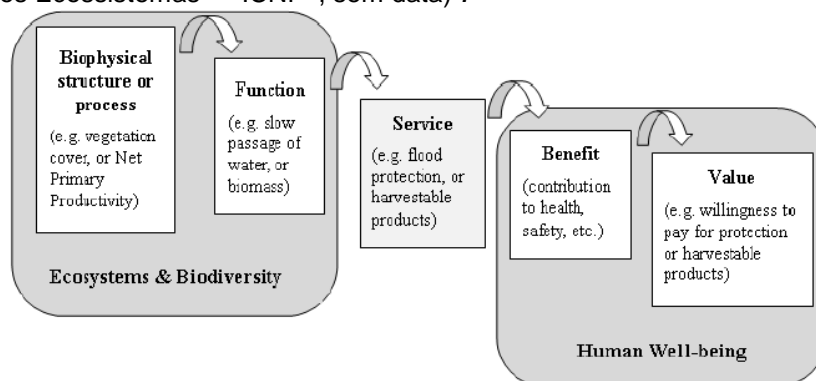 Biophysical
structure or
process
(e.g. vegetation
cover, or Net
Primary
Productivity)
Function
(e.g. slow
passage of
water, or
biomass)
Service
(e.g. flood
protection, or
harvestable
products)
Benefit
(contribution
to health,
safety, etc.)
Value
(e.g. willingness to
pay for protection
or harvestable
products)
Ecosystems & Biodiversity
Human Well-being